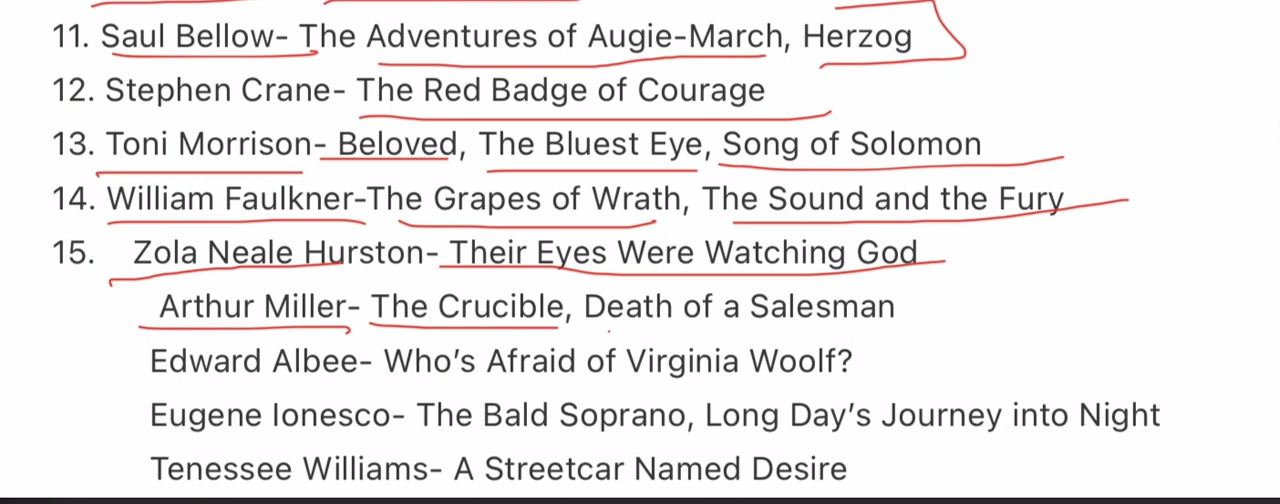 11. Saul Bellow- The Adventures of Augie-March, Herzog
12. Stephen Crane- The Red Badge of Courage
13. Toni Morrison- Beloved, The Bluest Eye, Song of Solomon
14. William Faulkner-The Grapes of Wrath, The Sound and the Fury
15. Zola Neale Hurston- Their Eyes Were Watching God
Arthur Miller- The Crucible, Death of a Salesman
Edward Albee- Who's Afraid of Virginia Woolf?
Eugene Ionesco- The Bald Soprano, Long Day's Journey into Night
Tenessee Williams- A Streetcar Named Desire